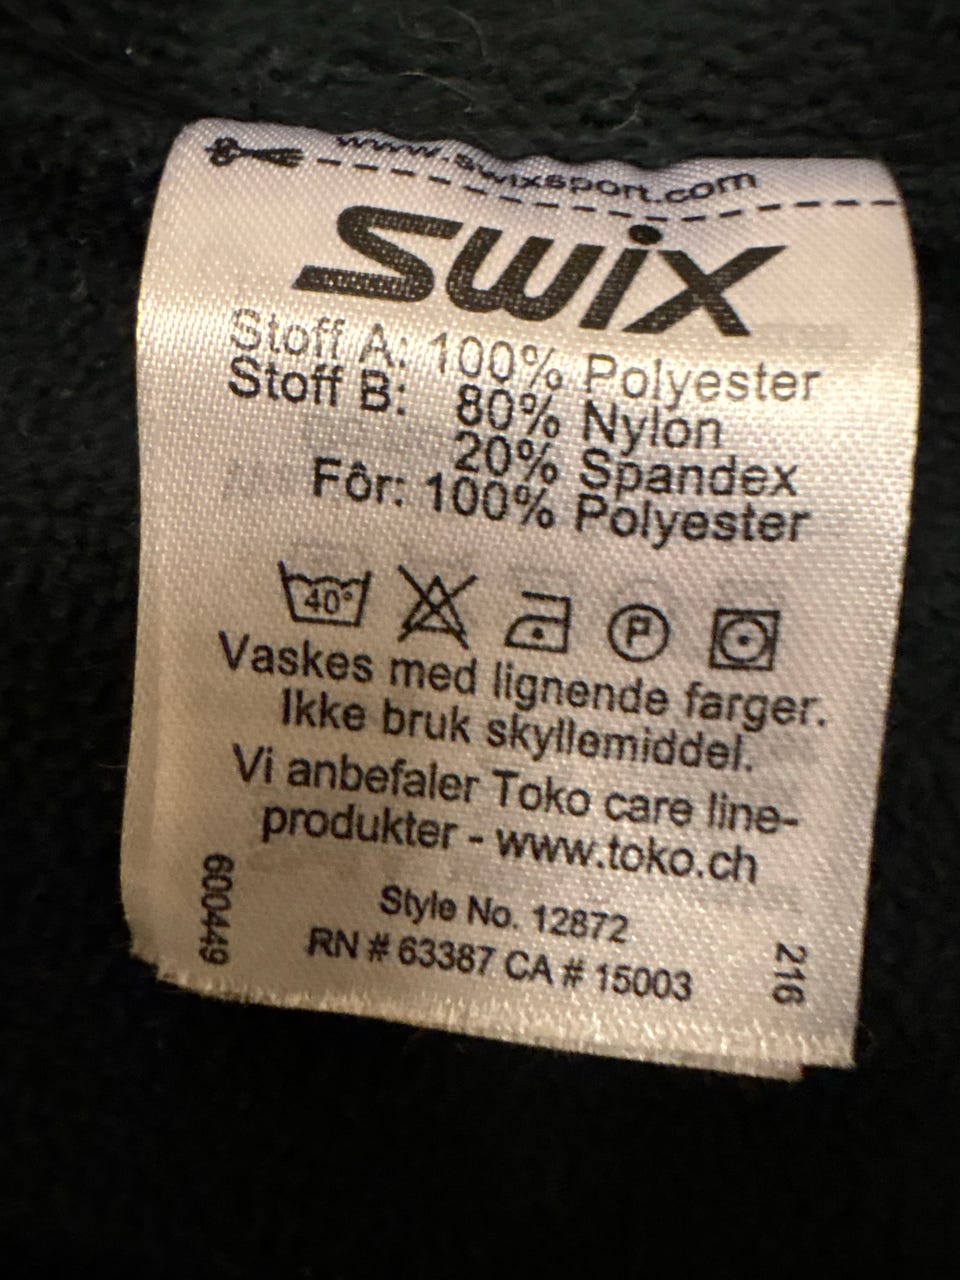 www.swixsport.com
SWiX
Stoff A: 100% Polyester
Stoff B: 80% Nylon
20% Spandex
Fôr: 100% Polyester
40° P
Vaskes med lignende farger.
Ikke bruk skyllemiddel.
Vi anbefaler Toko care line-
produkter - www.toko.ch
Style No. 12872
RN # 63387 CA # 15003
600449
216